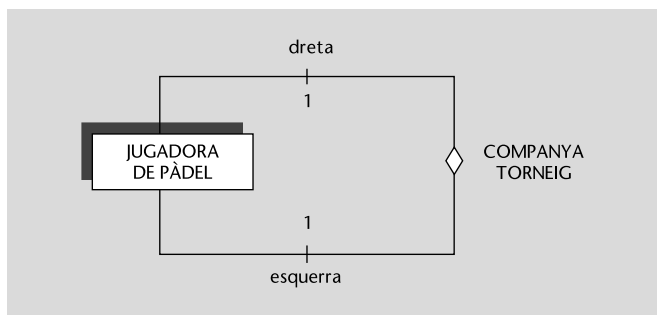 dreta
1
JUGADORA
DE PÀDEL
COMPANYA
TORNEIG
1
esquerra